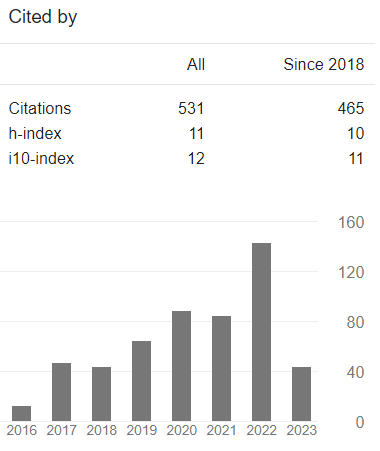 Cited by
All Since 2018
Citations 531 465
h-index 11 10
i10-index 12 11
160
120
80
40
0
2016 2017 2018 2019 2020 2021 2022 2023